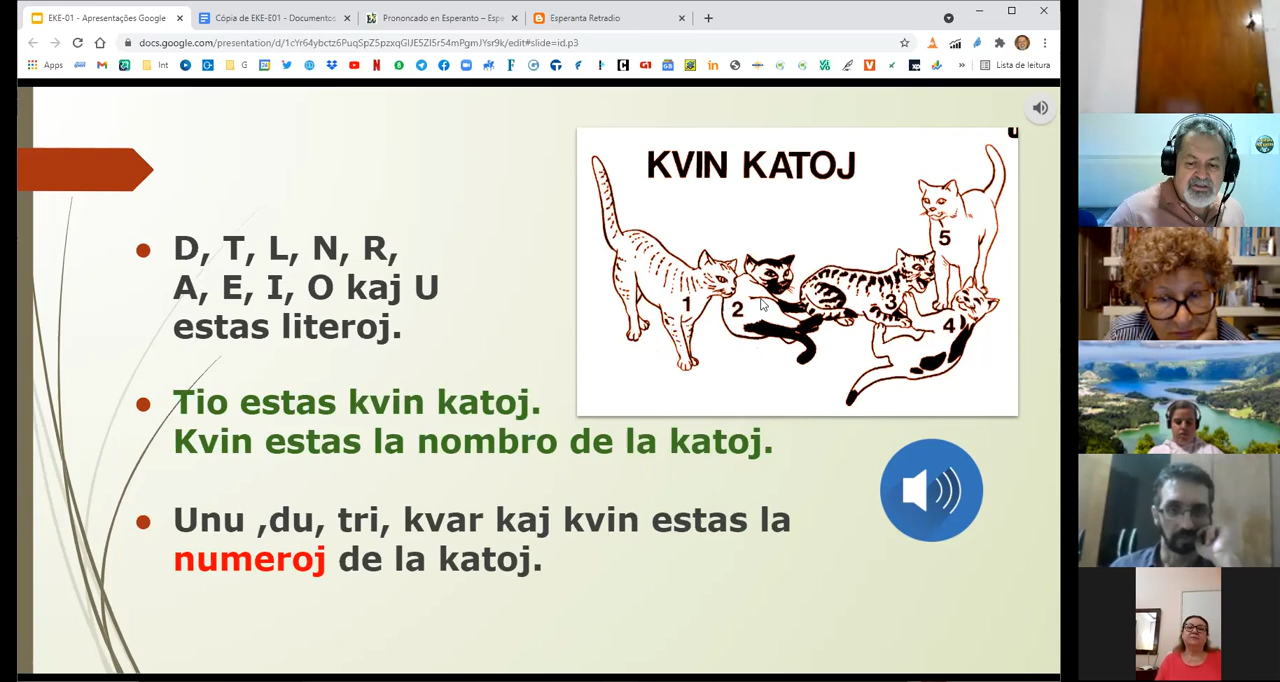 EKE-01 - Apresentações Google
Cópia de EKE-E01 - Documentos
Prononcado en Esperanto – Espe
Esperanta Retradio
docs.google.com/presentation/d/1cYr64ybctz6PuqSpZ5pzxqGlJE5Zl5r54mPgmJYsr9k/edit#slide=id.p3
Apps
Int
G
Lista de leitura
KVIN KATOJ
1
2
3
4
5
D, T, L, N, R,
A, E, I, O kaj U
estas literoj.
Tio estas kvin katoj.
Kvin estas la nombro de la katoj.
Unu ,du, tri, kvar kaj kvin estas la
numeroj de la katoj.